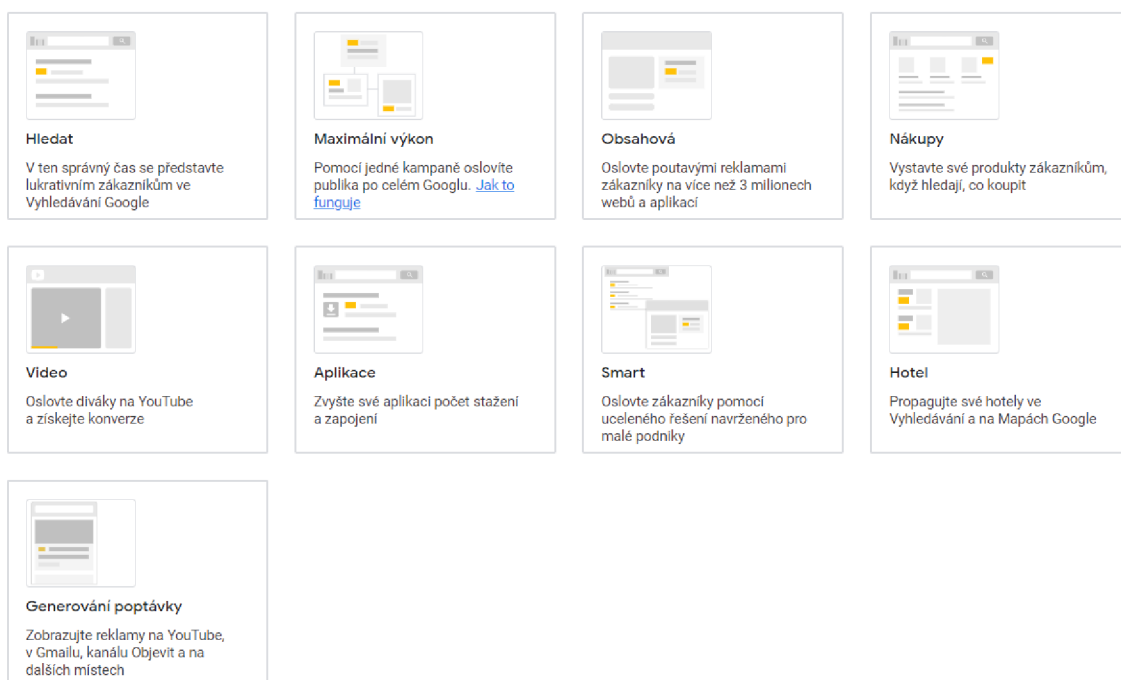 Hledat
V ten správný čas se představte
lukrativním zákazníkům ve
Vyhledávání Google
Maximální výkon
Pomocí jedné kampaně oslovíte
publika po celém Googlu. Jak to
funguje
Obsahová
Oslovte poutavými reklamami
zákazníky na více než 3 milionech
webů a aplikací
Nákupy
Vystavte své produkty zákazníkům,
když hledají, co koupit
Video
Oslovte diváky na YouTube
a získejte konverze
Aplikace
Zvyšte své aplikaci počet stažení
a zapojení
Smart
Oslovte zákazníky pomocí
uceleného řešení navrženého pro
malé podniky
Hotel
Propagujte své hotely ve
Vyhledávání a na Mapách Google
Generování poptávky
Zobrazujte reklamy na YouTube,
v Gmailu, kanálu Objevit a na
dalších místech